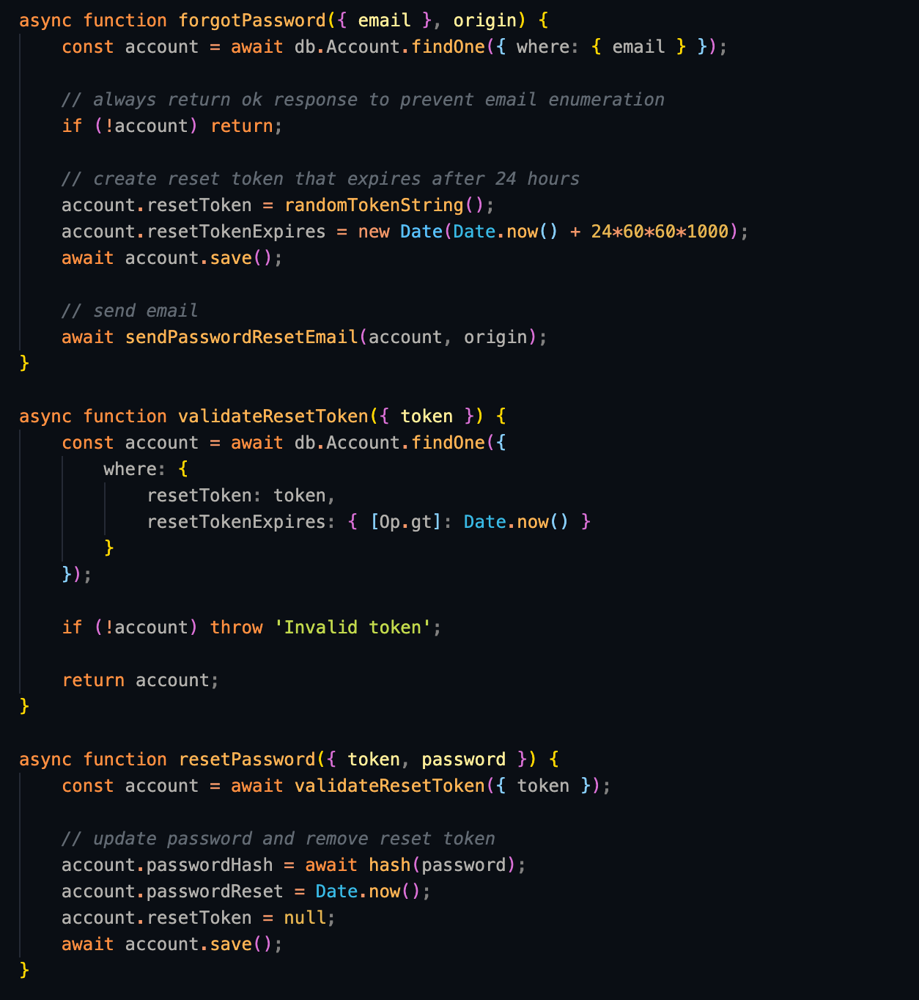 async function forgotPassword({ email }, origin) {
    const account = await db.Account.findOne({ where: { email } });

    // always return ok response to prevent email enumeration
    if (!account) return;

    // create reset token that expires after 24 hours
    account.resetToken = randomTokenString();
    account.resetTokenExpires = new Date(Date.now() + 24*60*60*1000);
    await account.save();

    // send email
    await sendPasswordResetEmail(account, origin);
}

async function validateResetToken({ token }) {
    const account = await db.Account.findOne({
        where: {
            resetToken: token,
            resetTokenExpires: { [Op.gt]: Date.now() }
        }
    });

    if (!account) throw 'Invalid token';

    return account;
}

async function resetPassword({ token, password }) {
    const account = await validateResetToken({ token });

    // update password and remove reset token
    account.passwordHash = await hash(password);
    account.passwordReset = Date.now();
    account.resetToken = null;
    await account.save();
}